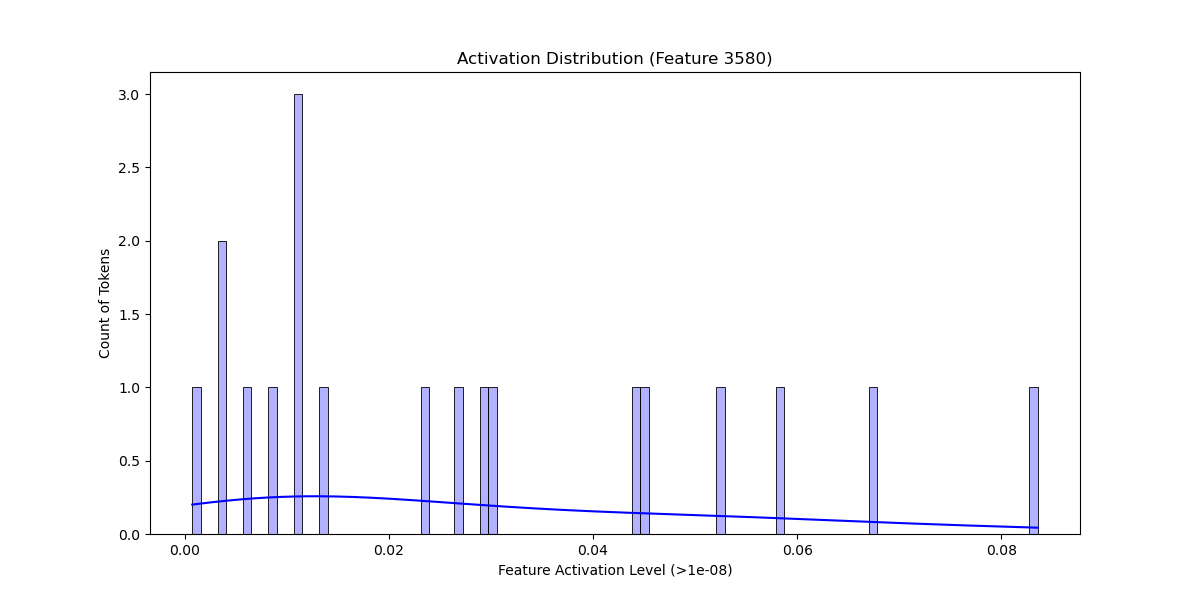 Activation Distribution (Feature 3580)
3.0
2.5
2.0
1.5
1.0
0.5
0.0
Count of Tokens
0.00 0.02 0.04 0.06 0.08
Feature Activation Level (>1e-08)